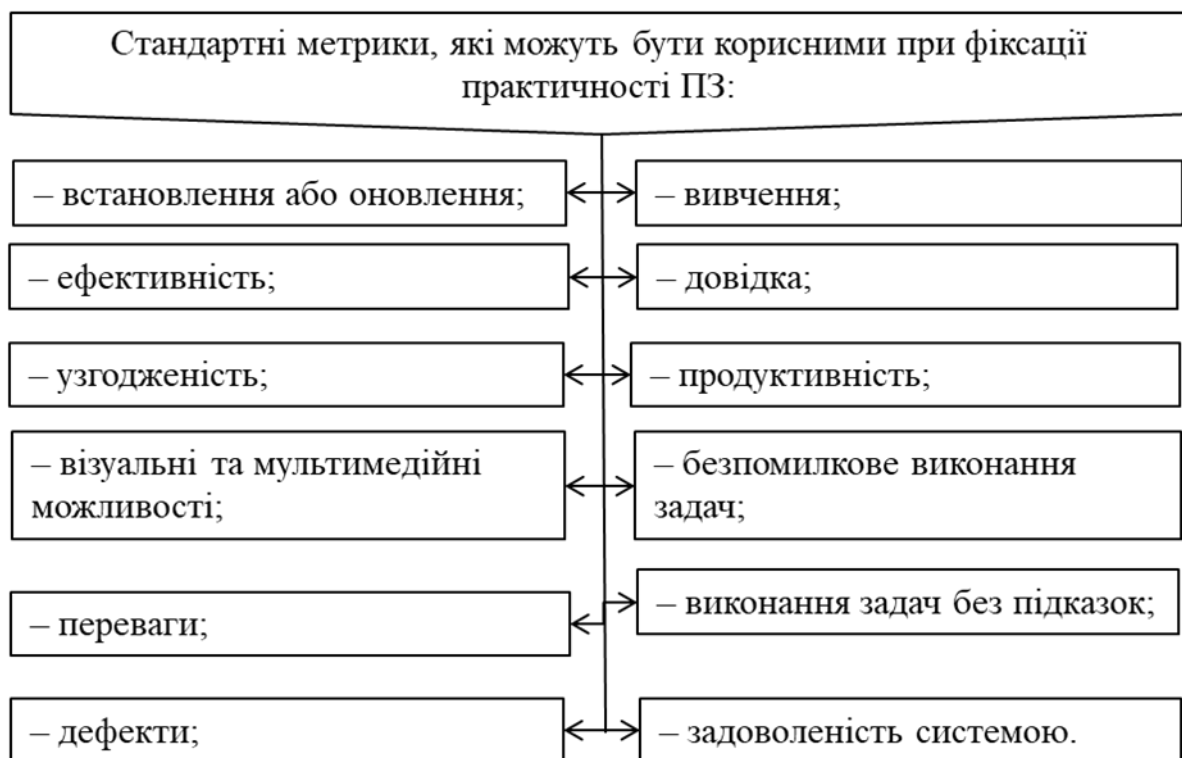 Стандартні метрики, які можуть бути корисними при фіксації
практичності ПЗ:
– встановлення або оновлення;
– вивчення;
– ефективність;
– довідка;
– узгодженість;
– продуктивність;
– візуальні та мультимедійні
можливості;
– безпомилкове виконання
задач;
– переваги;
– виконання задач без підказок;
– дефекти;
– задоволеність системою.